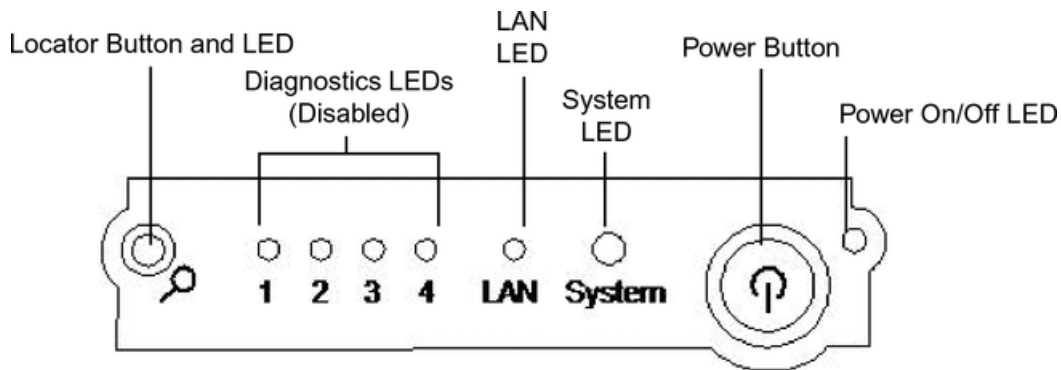 Locator Button and LED
Diagnostics LEDs
(Disabled)
LAN
LED
System
LED
Power Button
Power On/Off LED
1 2 3 4 LAN System